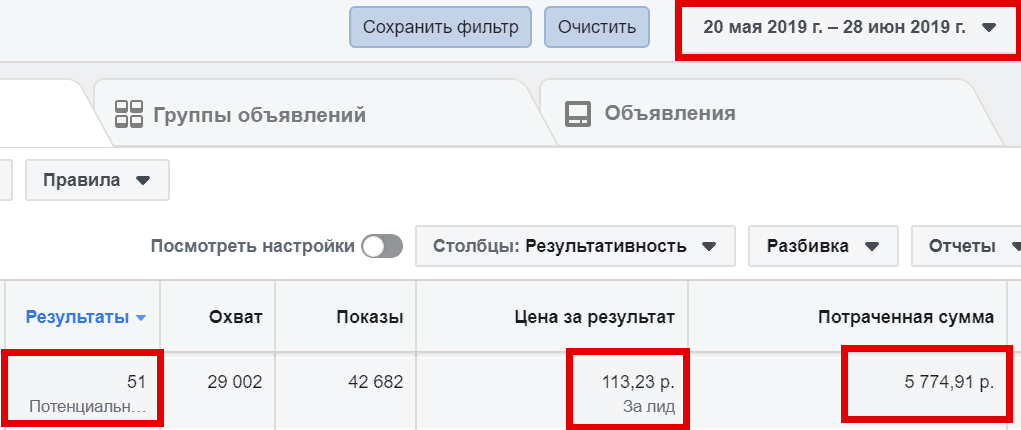 Сохранить фильтр Очистить 20 мая 2019 г. – 28 июн 2019 г.
Группы объявлений Объявления
Правила
Посмотреть настройки Столбцы: Результативность Разбивка Отчеты
Результаты Охват Показы Цена за результат Потраченная сумма
51 29 002 42 682 113,23 р. 5 774,91 р.
Потенциальн… За лид